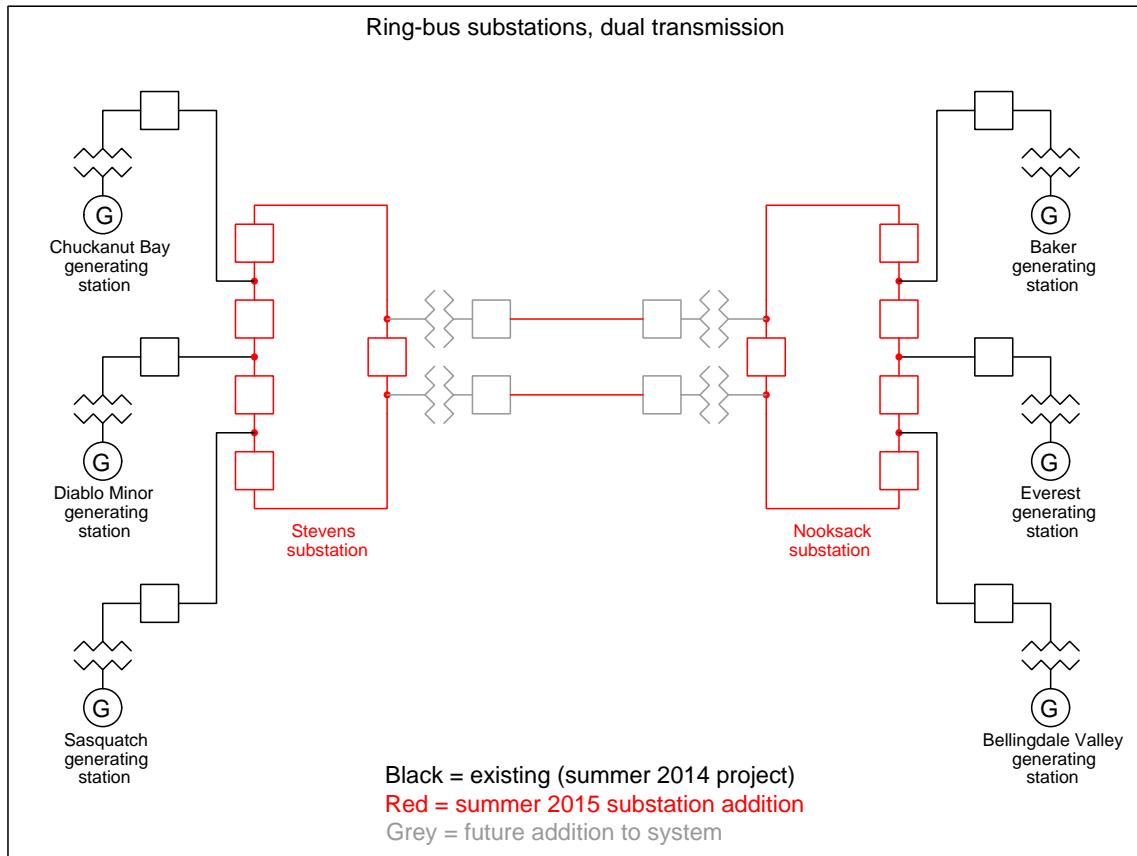 Ring-bus substations, dual transmission
G
Chuckanut Bay
generating
station
G
Baker
generating
station
G
Diablo Minor
generating
station
G
Everest
generating
station
Stevens
substation
Nooksack
substation
G
Sasquatch
generating
station
G
Bellingdale Valley
generating
station
Black = existing (summer 2014 project)
Red = summer 2015 substation addition
Grey = future addition to system